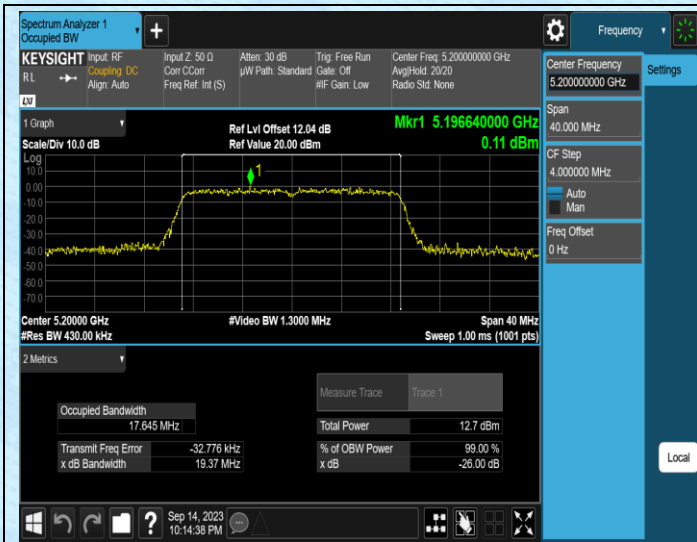 Spectrum Analyzer 1
Occupied BW
+
Frequency
KEYSIGHT
R L
LXI
Input: RF
Coupling: DC
Align: Auto
Input Z: 50 Ω
Corr CCorr
Freq Ref: Int (S)
Atten: 30 dB
µW Path: Standard
Trig: Free Run
Gate: Off
#IF Gain: Low
Center Freq: 5.200000000 GHz
Avg|Hold: 20/20
Radio Std: None
Center Frequency
5.200000000 GHz
Settings
Span
40.000 MHz
CF Step
4.000000 MHz
Auto
Man
Freq Offset
0 Hz
1 Graph
Scale/Div 10.0 dB
Ref Lvl Offset 12.04 dB
Ref Value 20.00 dBm
Mkr1 5.196640000 GHz
0.11 dBm
Log
10.0
0.00
-10.0
-20.0
-30.0
-40.0
-50.0
-60.0
-70.0
1
Center 5.20000 GHz
#Res BW 430.00 kHz
#Video BW 1.3000 MHz
Span 40 MHz
Sweep 1.00 ms (1001 pts)
2 Metrics
Measure Trace
Trace 1
Occupied Bandwidth
17.645 MHz
Total Power
12.7 dBm
Transmit Freq Error
-32.776 kHz
% of OBW Power
99.00 %
x dB Bandwidth
19.37 MHz
x dB
-26.00 dB
Local
?
Sep 14, 2023
10:14:38 PM